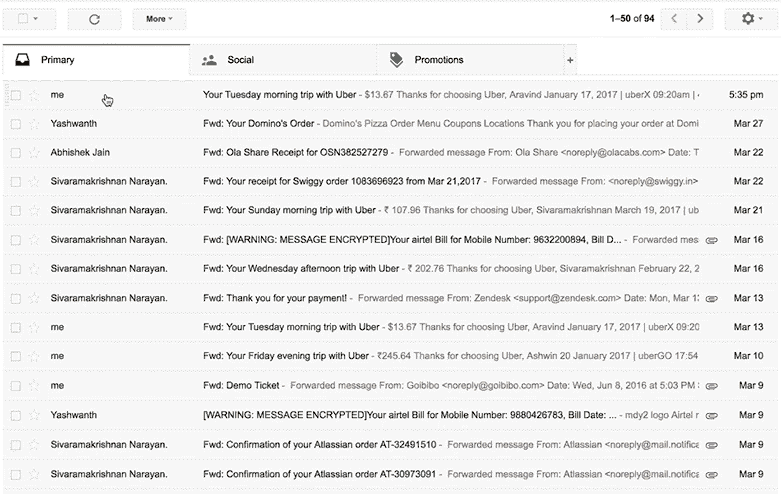 More 1–50 of 94
Primary Social Promotions +
me Your Tuesday morning trip with Uber - $13.67 Thanks for choosing Uber, Aravind January 17, 2017 | uberX 09:20am | 5:35 pm
Yashwanth Fwd: Your Domino's Order - Domino's Pizza Order Menu Coupons Locations Thank you for placing your order at Domi Mar 27
Abhishek Jain Fwd: Ola Share Receipt for OSN382527279 - Forwarded message From: Ola Share <noreply@olacabs.com> Date: T Mar 22
Sivaramakrishnan Narayan. Fwd: Your receipt for Swiggy order 1083696923 from Mar 21,2017 - Forwarded message From: <noreply@swiggy.in> Mar 22
Sivaramakrishnan Narayan. Fwd: Your Sunday morning trip with Uber - ₹ 107.96 Thanks for choosing Uber, Sivaramakrishnan March 19, 2017 | ub Mar 21
Sivaramakrishnan Narayan. Fwd: [WARNING: MESSAGE ENCRYPTED]Your airtel Bill for Mobile Number: 9632200894, Bill D... - Forwarded mes Mar 16
Sivaramakrishnan Narayan. Fwd: Your Wednesday afternoon trip with Uber - ₹ 202.76 Thanks for choosing Uber, Sivaramakrishnan February 22, 2 Mar 16
Sivaramakrishnan Narayan. Fwd: Thank you for your payment! - Forwarded message From: Zendesk <support@zendesk.com> Date: Mon, Mar 13 Mar 13
me Fwd: Your Tuesday morning trip with Uber - $13.67 Thanks for choosing Uber, Aravind January 17, 2017 | uberX 09:20 Mar 13
me Fwd: Your Friday evening trip with Uber - ₹245.64 Thanks for choosing Uber, Ashwin 20 January 2017 | uberGO 17:54 Mar 10
me Fwd: Demo Ticket - Forwarded message From: Goibibo <noreply@goibibo.com> Date: Wed, Jun 8, 2016 at 5:03 PM Mar 9
Yashwanth [WARNING: MESSAGE ENCRYPTED]Your airtel Bill for Mobile Number: 9880426783, Bill Date: ... - mdy2 logo Airtel Mar 9
Sivaramakrishnan Narayan. Fwd: Confirmation of your Atlassian order AT-32491510 - Forwarded message From: Atlassian <noreply@mail.notifica Mar 9
Sivaramakrishnan Narayan. Fwd: Confirmation of your Atlassian order AT-30973091 - Forwarded message From: Atlassian <noreply@mail.notifica Mar 9